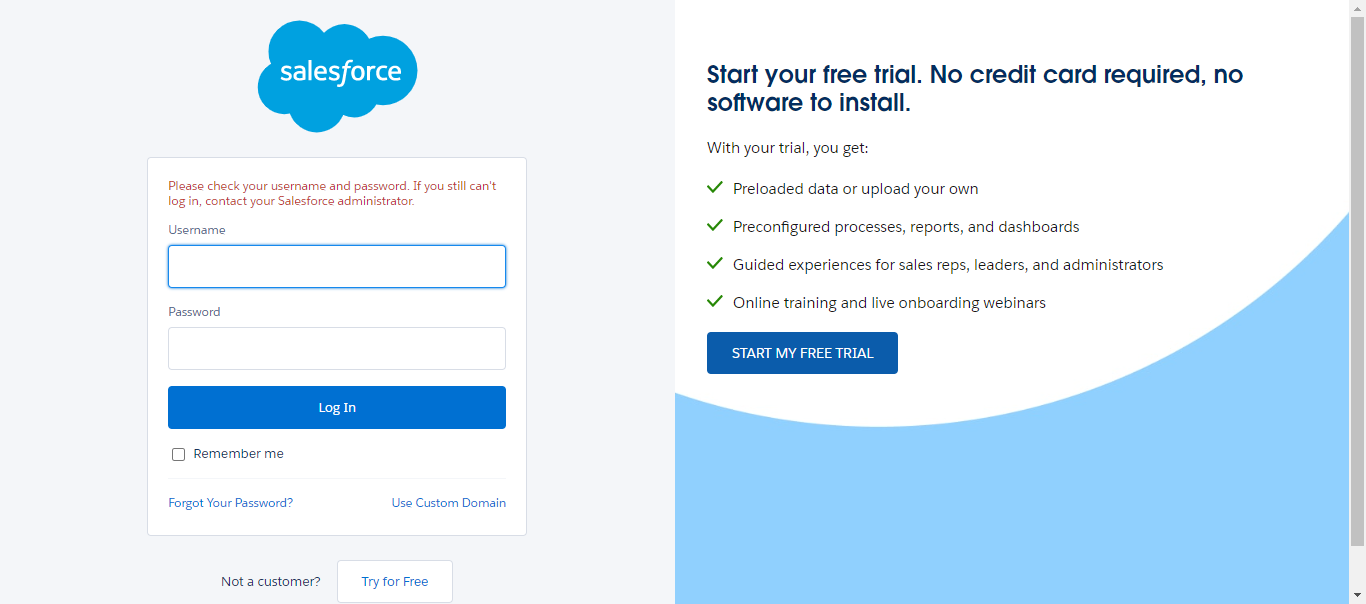 salesforce
Please check your username and password. If you still can't
log in, contact your Salesforce administrator.
Username
Password
Log In
Remember me
Forgot Your Password?
Use Custom Domain
Not a customer?
Try for Free
Start your free trial. No credit card required, no
software to install.
With your trial, you get:
Preloaded data or upload your own
Preconfigured processes, reports, and dashboards
Guided experiences for sales reps, leaders, and administrators
Online training and live onboarding webinars
START MY FREE TRIAL